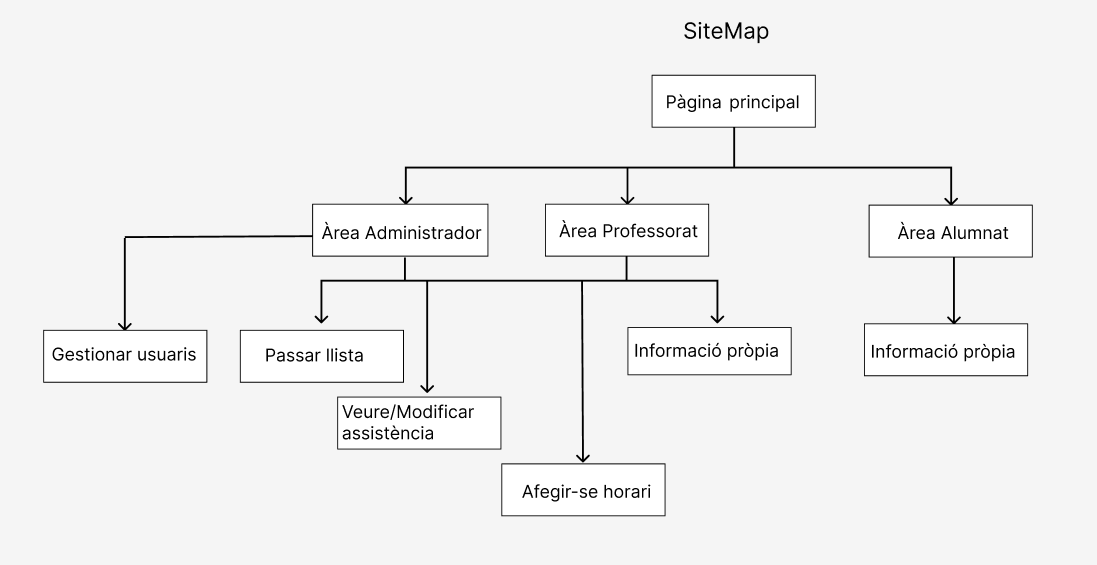 SiteMap
Pàgina principal
Àrea Administrador
Àrea Professorat
Àrea Alumnat
Gestionar usuaris
Passar llista
Informació pròpia
Informació pròpia
Veure/Modificar
assistència
Afegir-se horari